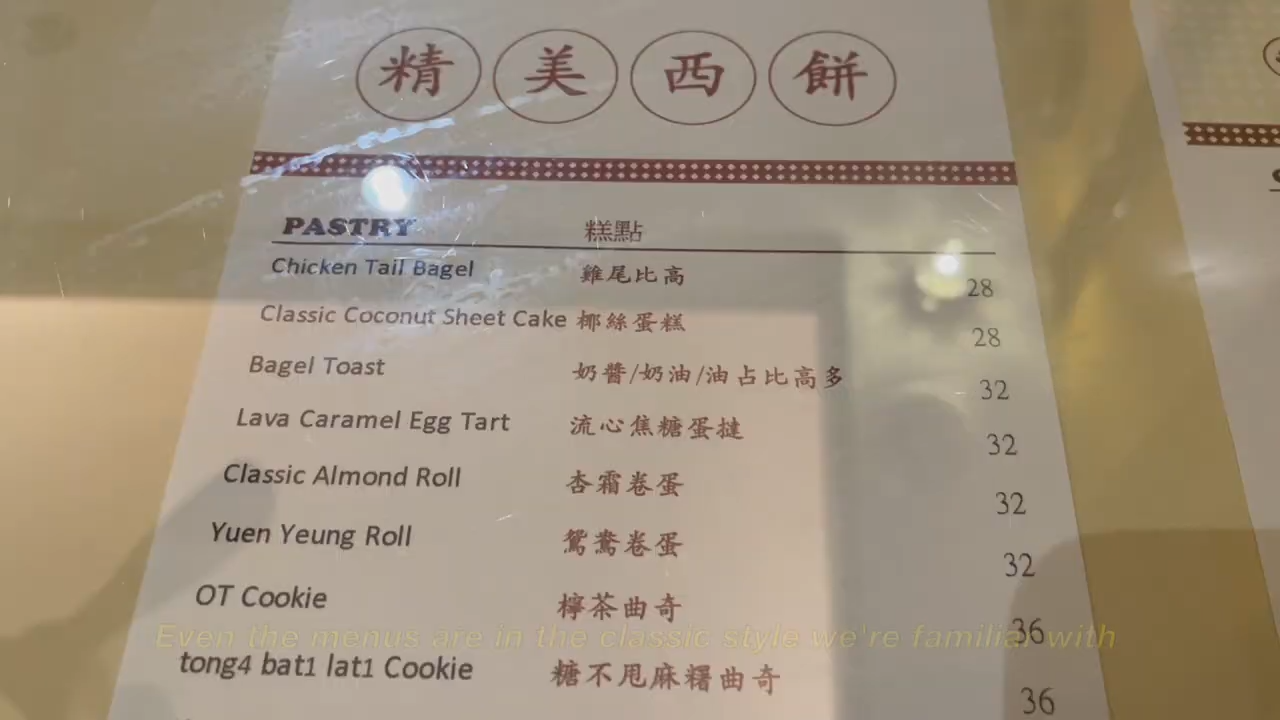 精美西餅
PASTRY 糕點
Chicken Tail Bagel 雞尾比高 28
Classic Coconut Sheet Cake 椰絲蛋糕 28
Bagel Toast 奶醬/奶油/油占比高多 32
Lava Caramel Egg Tart 流心焦糖蛋撻 32
Classic Almond Roll 杏霜卷蛋 32
Yuen Yeung Roll 鴛鴦卷蛋 32
OT Cookie 檸茶曲奇 36
Even the menus are in the classic style we're familiar with
tong4 bat1 lat1 Cookie 糖不甩麻糬曲奇 36